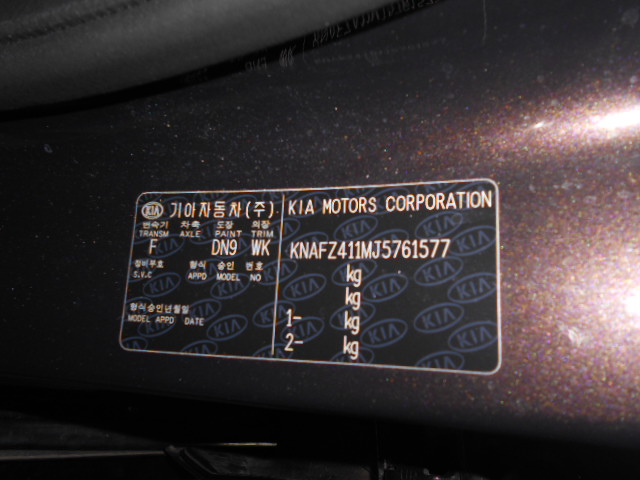 KIA 기아자동차(주) KIA MOTORS CORPORATION
변속기 차축 도장 의장
TRANSM AXLE PAINT TRIM
F DN9 WK KNAFZ411MJ5761577
정비부호 형식 승인 번호 kg
S.V.C APPD MODEL NO
kg
형식승인년월일 1- kg
MODEL APPD DATE
2- kg